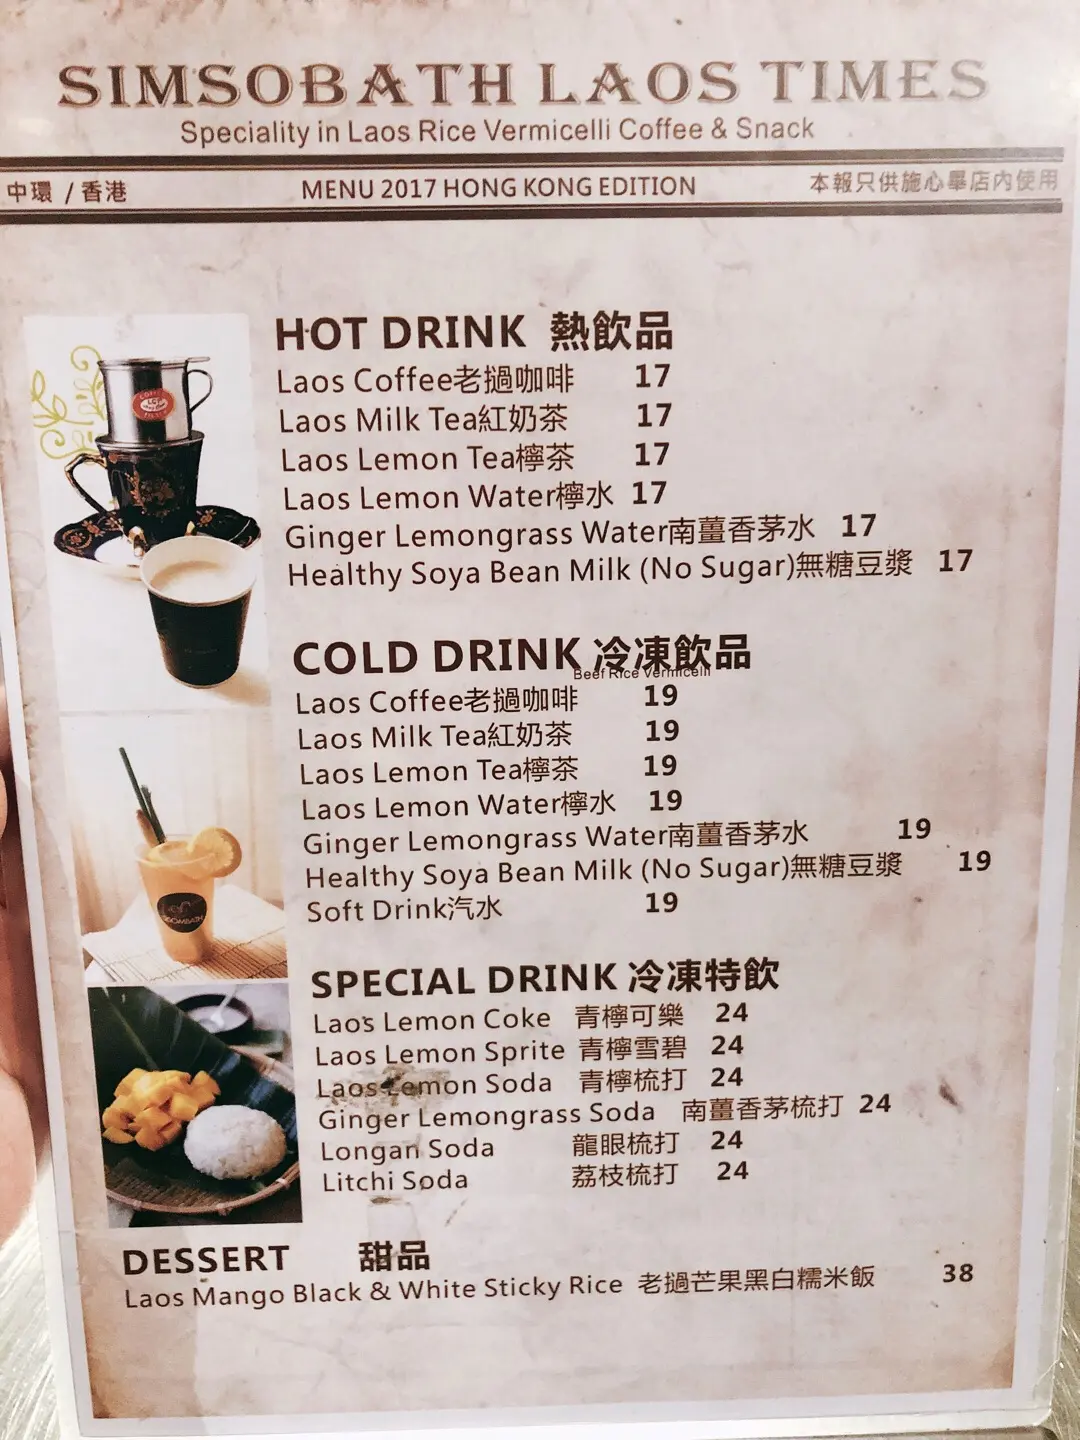 SIMSOBATH LAOS TIMES
Speciality in Laos Rice Vermicelli Coffee & Snack
中環 / 香港 MENU 2017 HONG KONG EDITION 本報只供施心畢店內使用
HOT DRINK 熱飲品
Laos Coffee老撾咖啡 17
Laos Milk Tea紅奶茶 17
Laos Lemon Tea檸茶 17
Laos Lemon Water檸水 17
Ginger Lemongrass Water南薑香茅水 17
Healthy Soya Bean Milk (No Sugar)無糖豆漿 17
COLD DRINK 冷凍飲品
Beef Rice Vermicelli
Laos Coffee老撾咖啡 19
Laos Milk Tea紅奶茶 19
Laos Lemon Tea檸茶 19
Laos Lemon Water檸水 19
Ginger Lemongrass Water南薑香茅水 19
Healthy Soya Bean Milk (No Sugar)無糖豆漿 19
Soft Drink汽水 19
SPECIAL DRINK 冷凍特飲
Laos Lemon Coke 青檸可樂 24
Laos Lemon Sprite 青檸雪碧 24
Laos Lemon Soda 青檸梳打 24
Ginger Lemongrass Soda 南薑香茅梳打 24
Longan Soda 龍眼梳打 24
Litchi Soda 荔枝梳打 24
DESSERT 甜品
Laos Mango Black & White Sticky Rice 老撾芒果黑白糯米飯 38